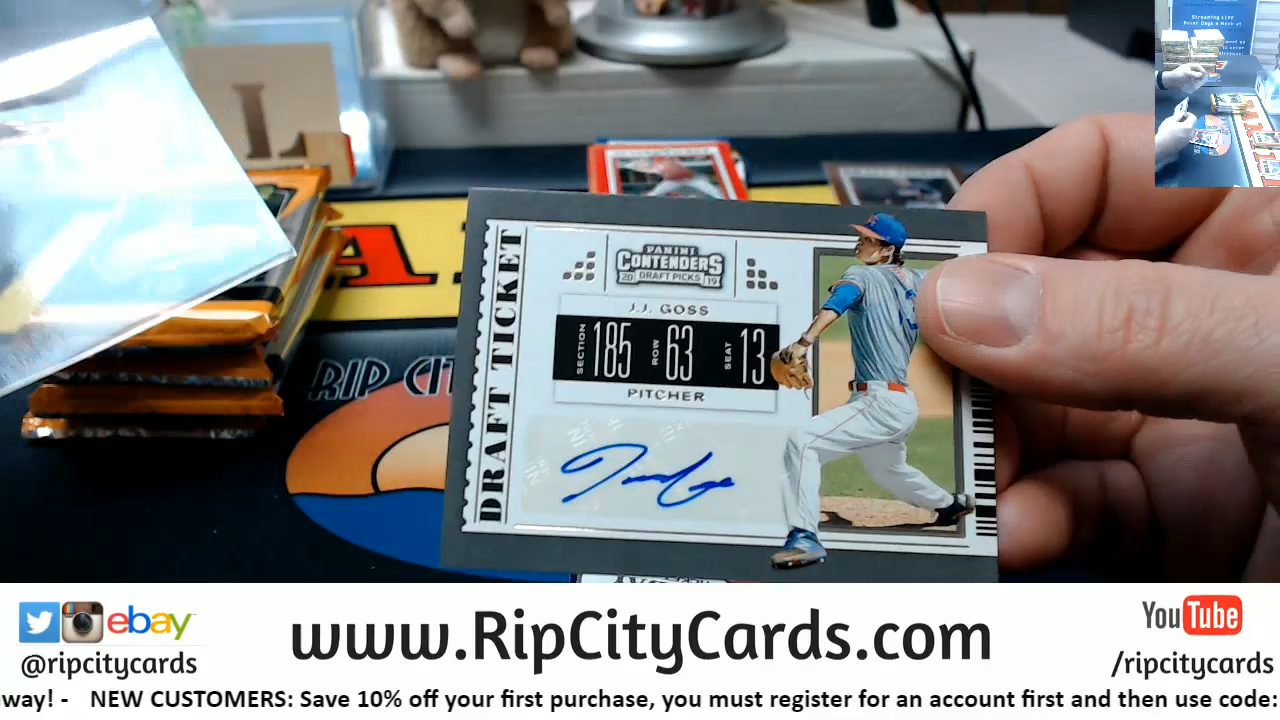 PANINI
CONTENDERS
20 DRAFT PICKS 19
DRAFT TICKET
J.J. GOSS
SECTION 185 ROW 63 SEAT 13
PITCHER
RIP CIT
ebay
@ripcitycards
www.RipCityCards.com
YouTube
/ripcitycards
way! - NEW CUSTOMERS: Save 10% off your first purchase, you must register for an account first and then use code: